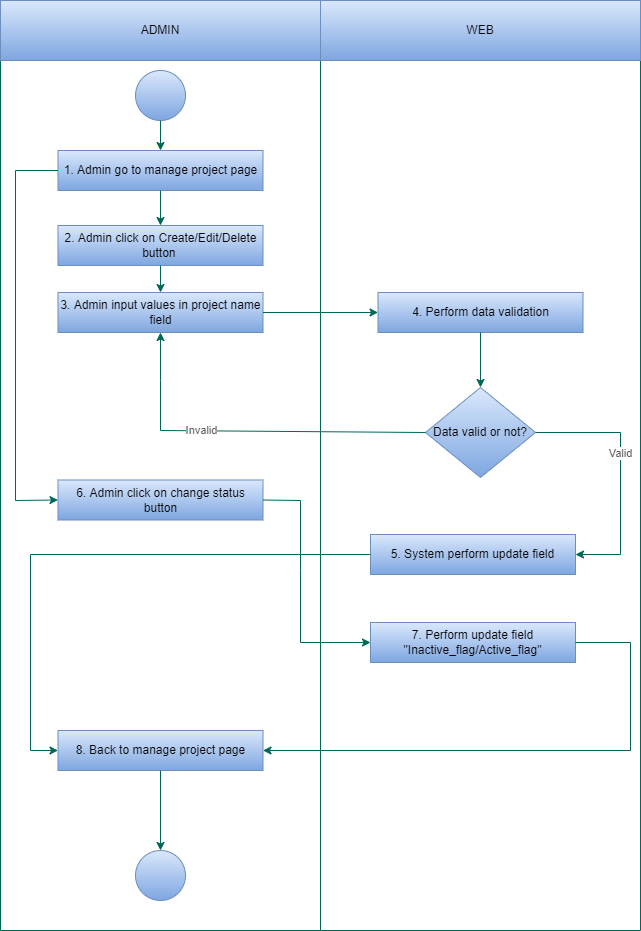 ADMIN
WEB
1. Admin go to manage project page
2. Admin click on Create/Edit/Delete
button
3. Admin input values in project name
field
4. Perform data validation
Data valid or not?
Invalid
Valid
6. Admin click on change status
button
5. System perform update field
7. Perform update field
"Inactive_flag/Active_flag"
8. Back to manage project page